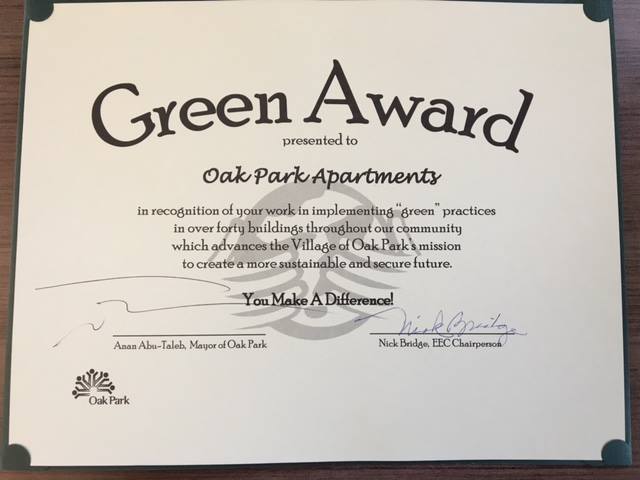 Green Award
presented to
Oak Park Apartments
in recognition of your work in implementing "green" practices
in over forty buildings throughout our community
which advances the Village of Oak Park's mission
to create a more sustainable and secure future.
You Make A Difference!
Nick Bridge
Anan Abu-Taleb, Mayor of Oak Park
Nick Bridge, EEC Chairperson
Oak Park